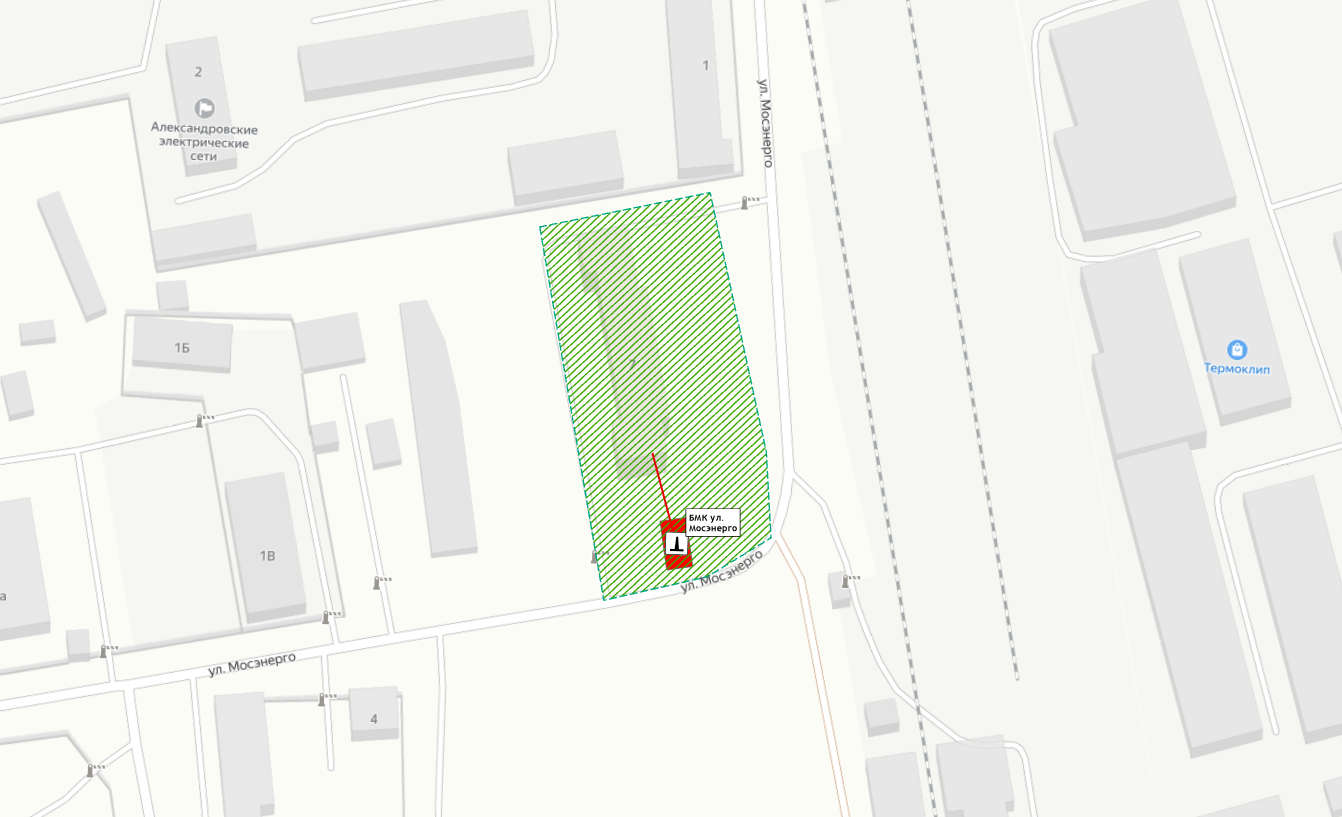 2
Александровские
электрические
сети
1
ул. Мосэнерго
1Б
Термоклип
БМК ул.
Мосэнерго
1В
ул. Мосэнерго
а
ул. Мосэнерго
4